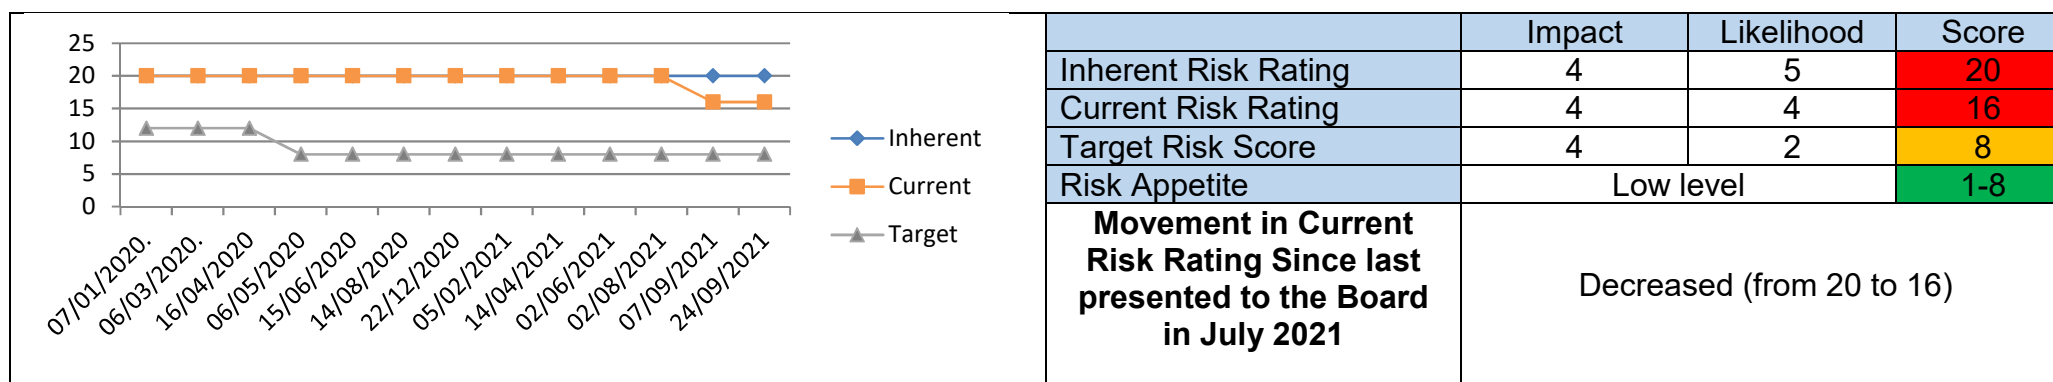 25
20
15
10
5
0
07/01/2020.
06/03/2020.
16/04/2020
06/05/2020
15/06/2020
14/08/2020
22/12/2020
05/02/2021
14/04/2021
02/06/2021
02/08/2021
07/09/2021
24/09/2021
Inherent
Current
Target
Impact Likelihood Score
Inherent Risk Rating 4 5 20
Current Risk Rating 4 4 16
Target Risk Score 4 2 8
Risk Appetite Low level 1-8
Movement in Current
Risk Rating Since last
presented to the Board
in July 2021
Decreased (from 20 to 16)